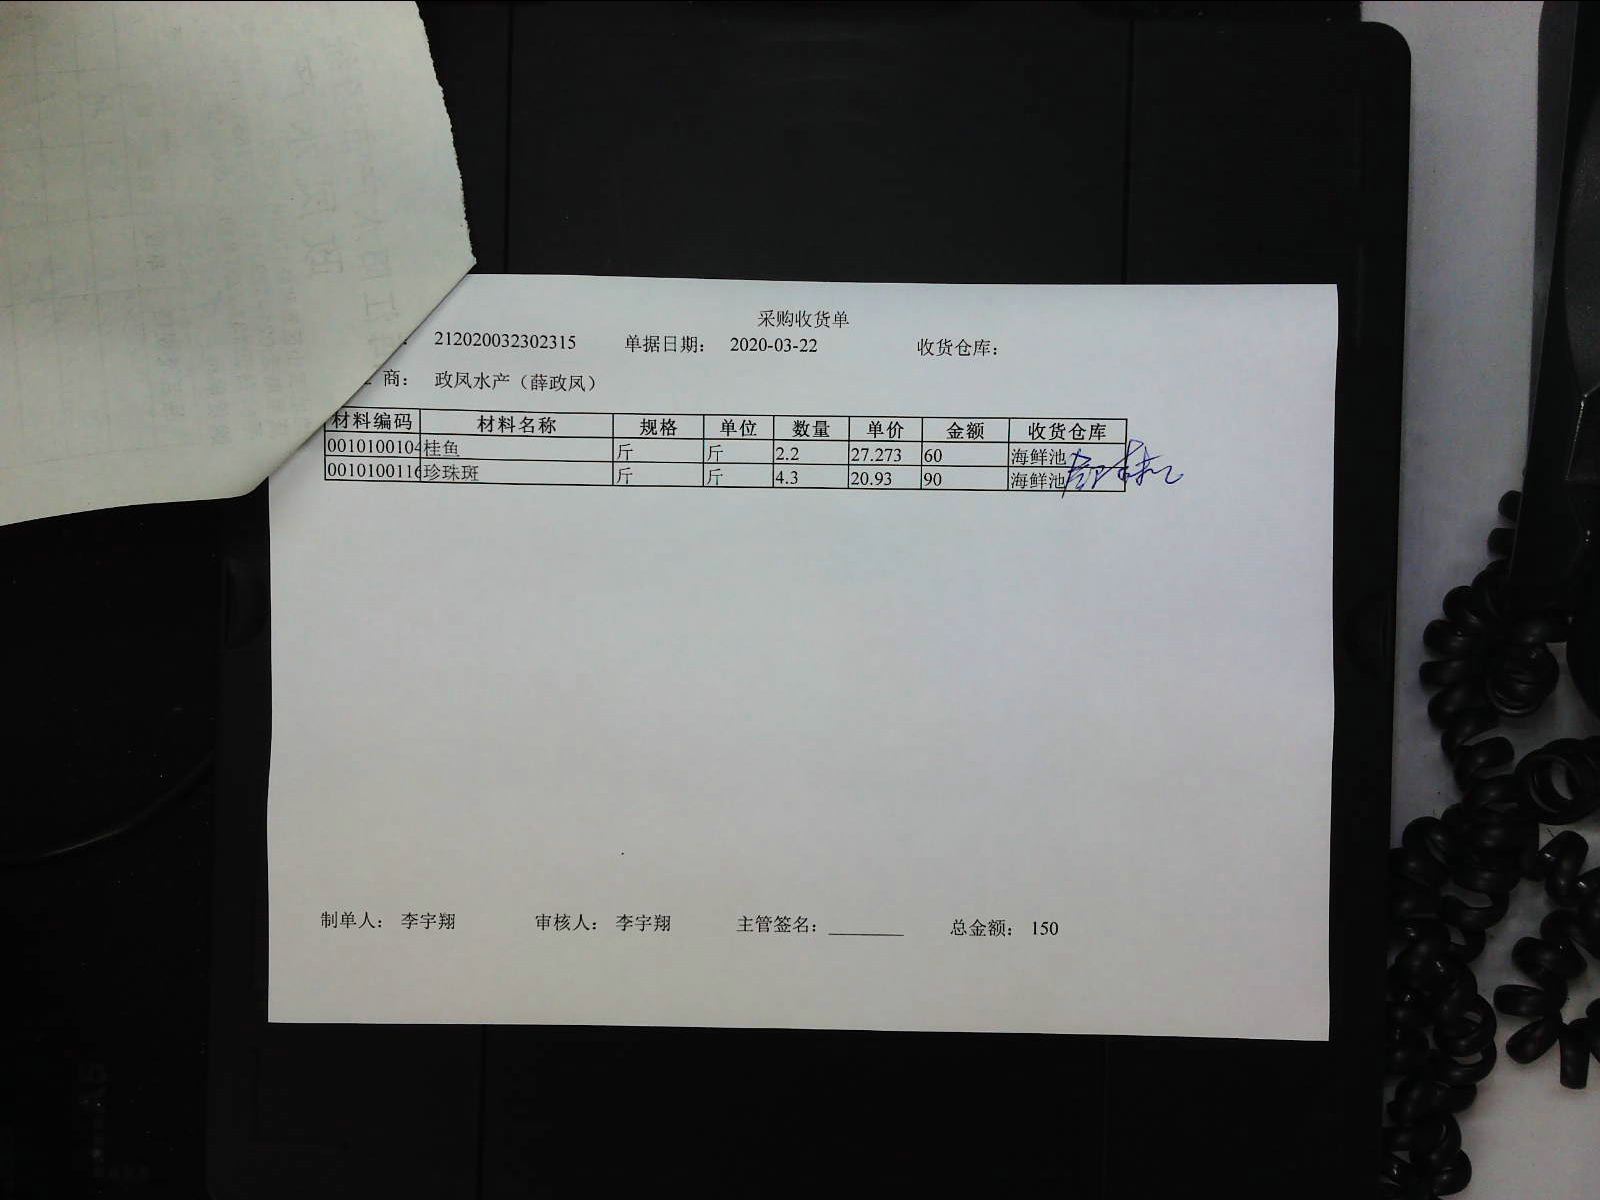 采购收货单
: 212020032302315 单据日期: 2020-03-22 收货仓库:
商: 政凤水产（薛政凤）
材料编码 材料名称 规格 单位 数量 单价 金额 收货仓库
0010100104 桂鱼 斤 斤 2.2 27.273 60 海鲜池
0010100116 珍珠斑 斤 斤 4.3 20.93 90 海鲜池
制单人: 李宇翔 审核人: 李宇翔 主管签名: ________ 总金额: 150